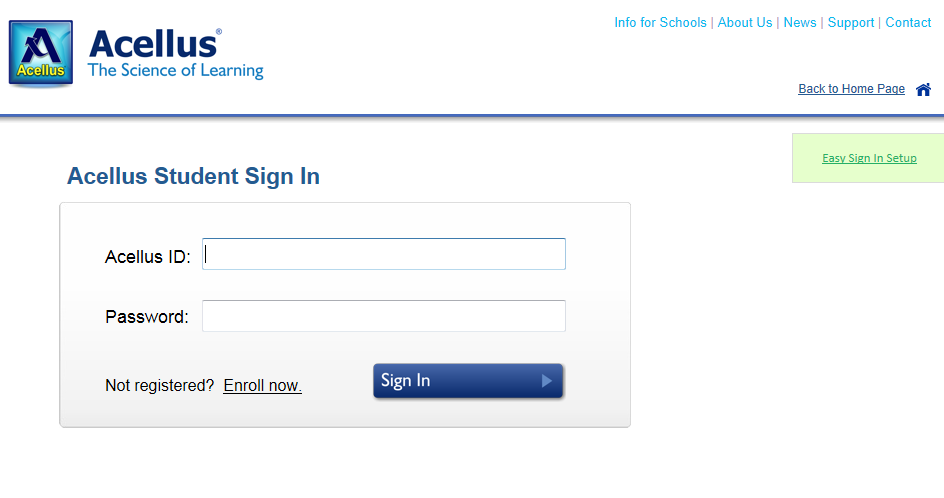 Info for Schools | About Us | News | Support | Contact
Acellus
Acellus®
The Science of Learning
Back to Home Page
Easy Sign In Setup
Acellus Student Sign In
Acellus ID:
Password:
Not registered? Enroll now.
Sign In